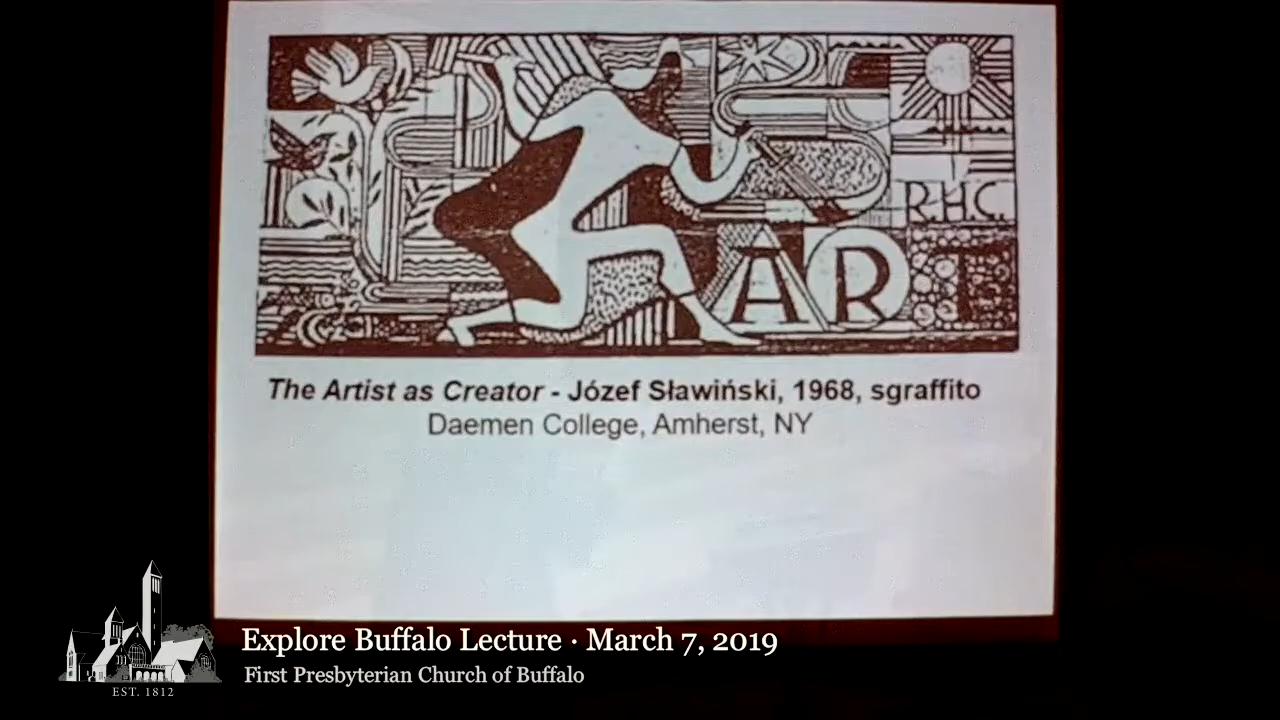 R.H.C.
ART
The Artist as Creator - Józef Sławiński, 1968, sgraffito
Daemen College, Amherst, NY
Explore Buffalo Lecture · March 7, 2019
First Presbyterian Church of Buffalo
EST. 1812